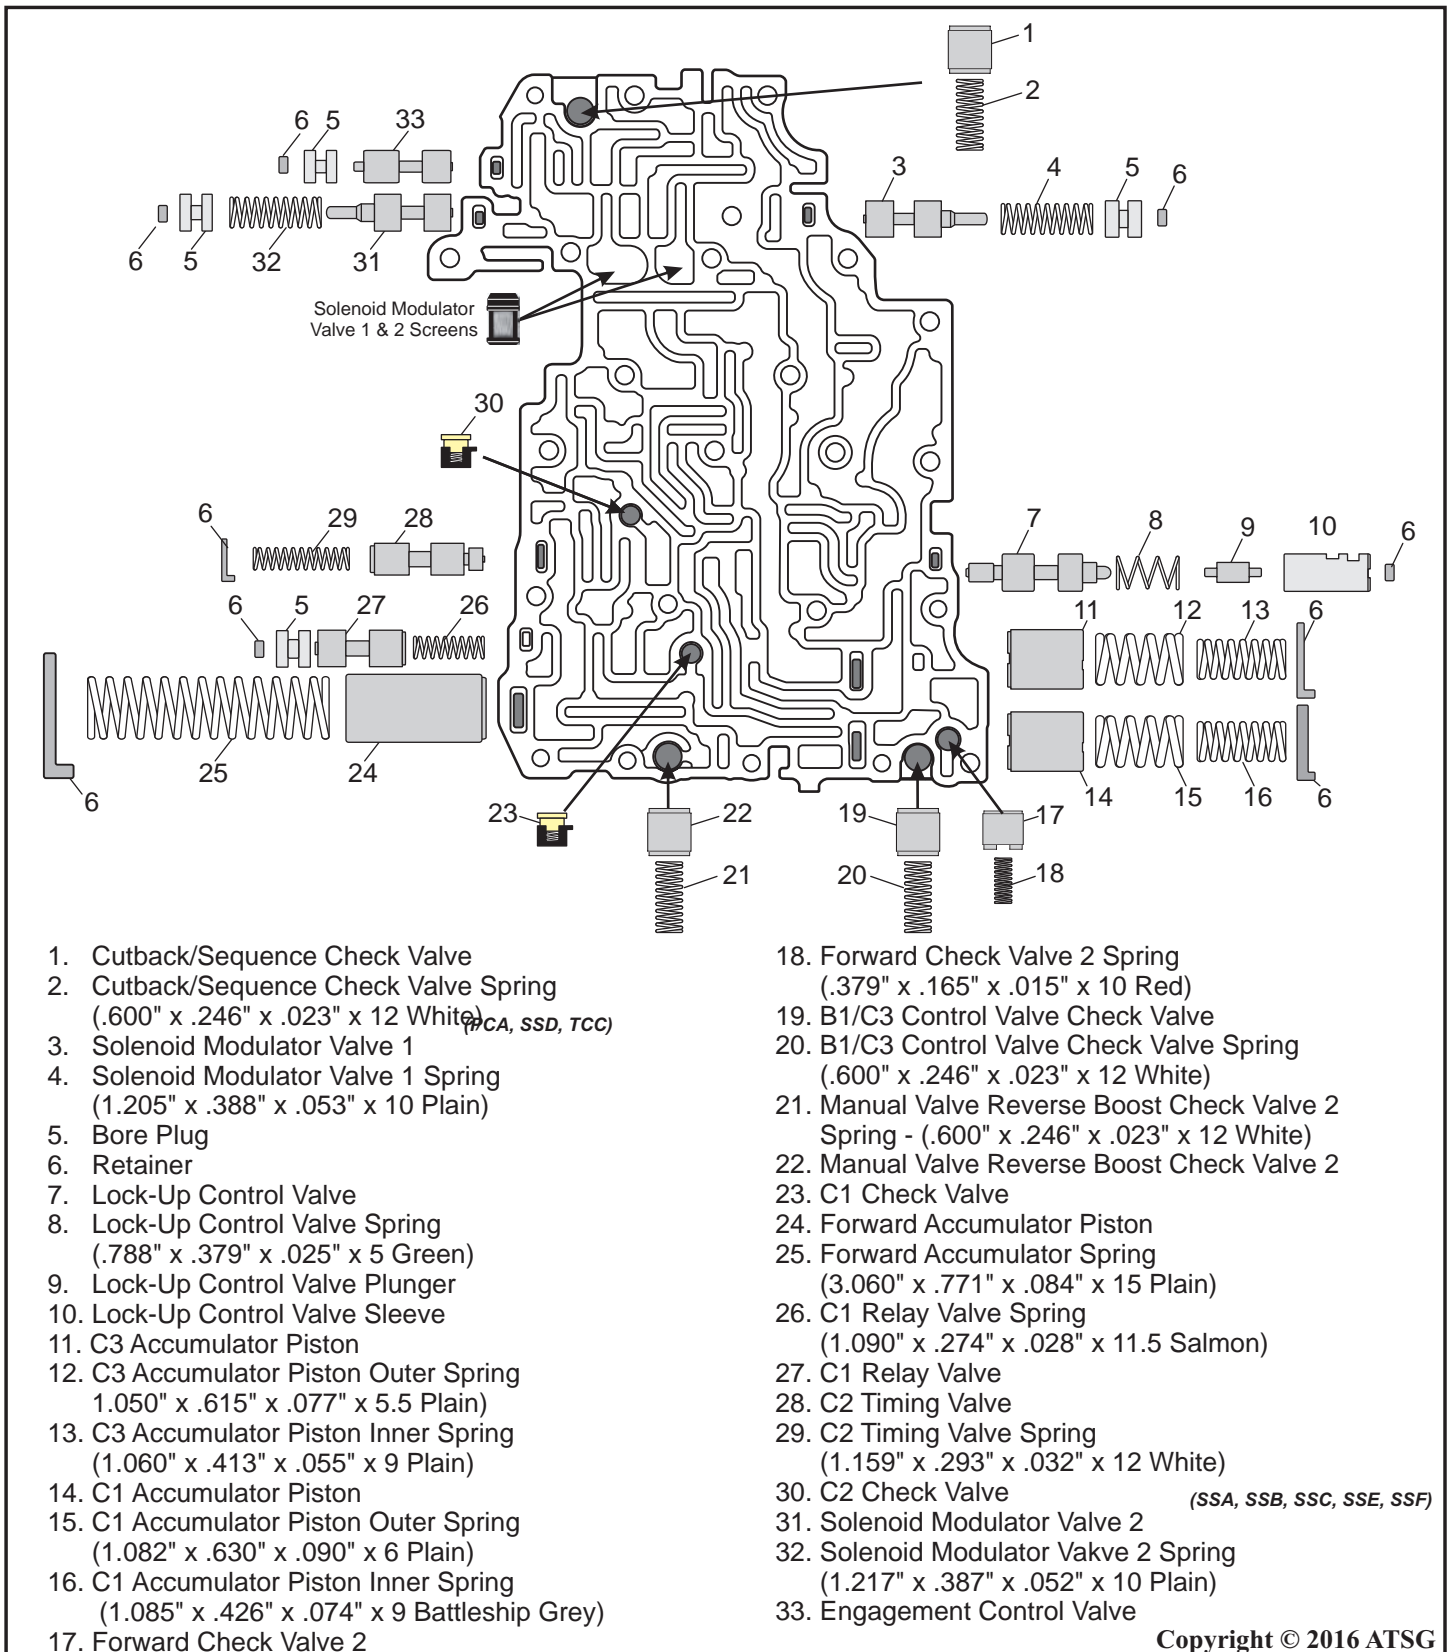 1
2
6 5 33
3 4 5 6
6 5 32 31
Solenoid Modulator
Valve 1 & 2 Screens
30
6 29 28
7 8 9 10 6
6 5 27 26
11 12 13 6
25 24
6
14 15 16 6
23 22 19 17
21 20 18
1. Cutback/Sequence Check Valve
2. Cutback/Sequence Check Valve Spring
(.600" x .246" x .023" x 12 White)
(PCA, SSD, TCC)
3. Solenoid Modulator Valve 1
4. Solenoid Modulator Valve 1 Spring
(1.205" x .388" x .053" x 10 Plain)
5. Bore Plug
6. Retainer
7. Lock-Up Control Valve
8. Lock-Up Control Valve Spring
(.788" x .379" x .025" x 5 Green)
9. Lock-Up Control Valve Plunger
10. Lock-Up Control Valve Sleeve
11. C3 Accumulator Piston
12. C3 Accumulator Piston Outer Spring
1.050" x .615" x .077" x 5.5 Plain)
13. C3 Accumulator Piston Inner Spring
(1.060" x .413" x .055" x 9 Plain)
14. C1 Accumulator Piston
15. C1 Accumulator Piston Outer Spring
(1.082" x .630" x .090" x 6 Plain)
16. C1 Accumulator Piston Inner Spring
(1.085" x .426" x .074" x 9 Battleship Grey)
17. Forward Check Valve 2
18. Forward Check Valve 2 Spring
(.379" x .165" x .015" x 10 Red)
19. B1/C3 Control Valve Check Valve
20. B1/C3 Control Valve Check Valve Spring
(.600" x .246" x .023" x 12 White)
21. Manual Valve Reverse Boost Check Valve 2
Spring - (.600" x .246" x .023" x 12 White)
22. Manual Valve Reverse Boost Check Valve 2
23. C1 Check Valve
24. Forward Accumulator Piston
25. Forward Accumulator Spring
(3.060" x .771" x .084" x 15 Plain)
26. C1 Relay Valve Spring
(1.090" x .274" x .028" x 11.5 Salmon)
27. C1 Relay Valve
28. C2 Timing Valve
29. C2 Timing Valve Spring
(1.159" x .293" x .032" x 12 White)
30. C2 Check Valve
(SSA, SSB, SSC, SSE, SSF)
31. Solenoid Modulator Valve 2
32. Solenoid Modulator Vakve 2 Spring
(1.217" x .387" x .052" x 10 Plain)
33. Engagement Control Valve
Copyright © 2016 ATSG